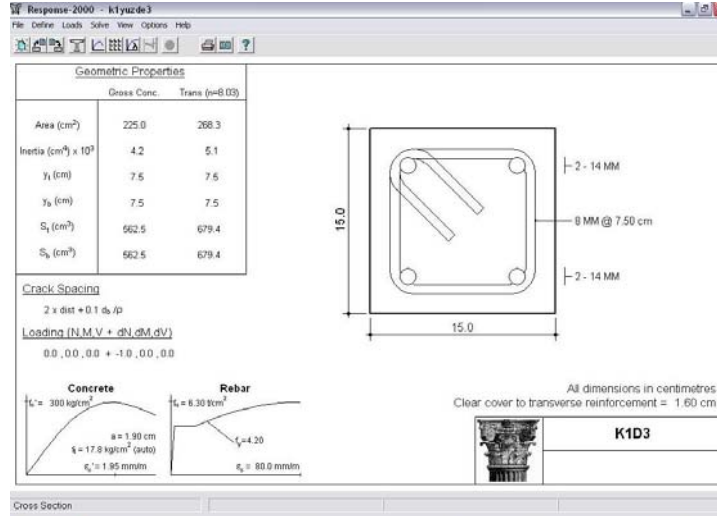 Response-2000 - k1yuzde3
File Define Loads Solve View Options Help
Geometric Properties
Gross Conc. Trans (n=8.03)
Area (cm²) 225.0 268.3
Inertia (cm⁴) x 10³ 4.2 5.1
yt (cm) 7.5 7.5
yb (cm) 7.5 7.5
St (cm³) 562.5 679.4
Sb (cm³) 562.5 679.4
Crack Spacing
2 x dist + 0.1 db /ρ
Loading (N,M,V + dN,dM,dV)
0.0 , 0.0 , 0.0 + -1.0 , 0.0 , 0.0
Concrete
fc' = 300 kg/cm²
a = 1.90 cm
ft = 17.8 kg/cm² (auto)
εc' = 1.95 mm/m
Rebar
fu = 6.30 t/cm²
fy=4.20
εs = 80.0 mm/m
15.0
2 - 14 MM
8 MM @ 7.50 cm
2 - 14 MM
15.0
All dimensions in centimetres
Clear cover to transverse reinforcement = 1.60 cm
K1D3
Cross Section